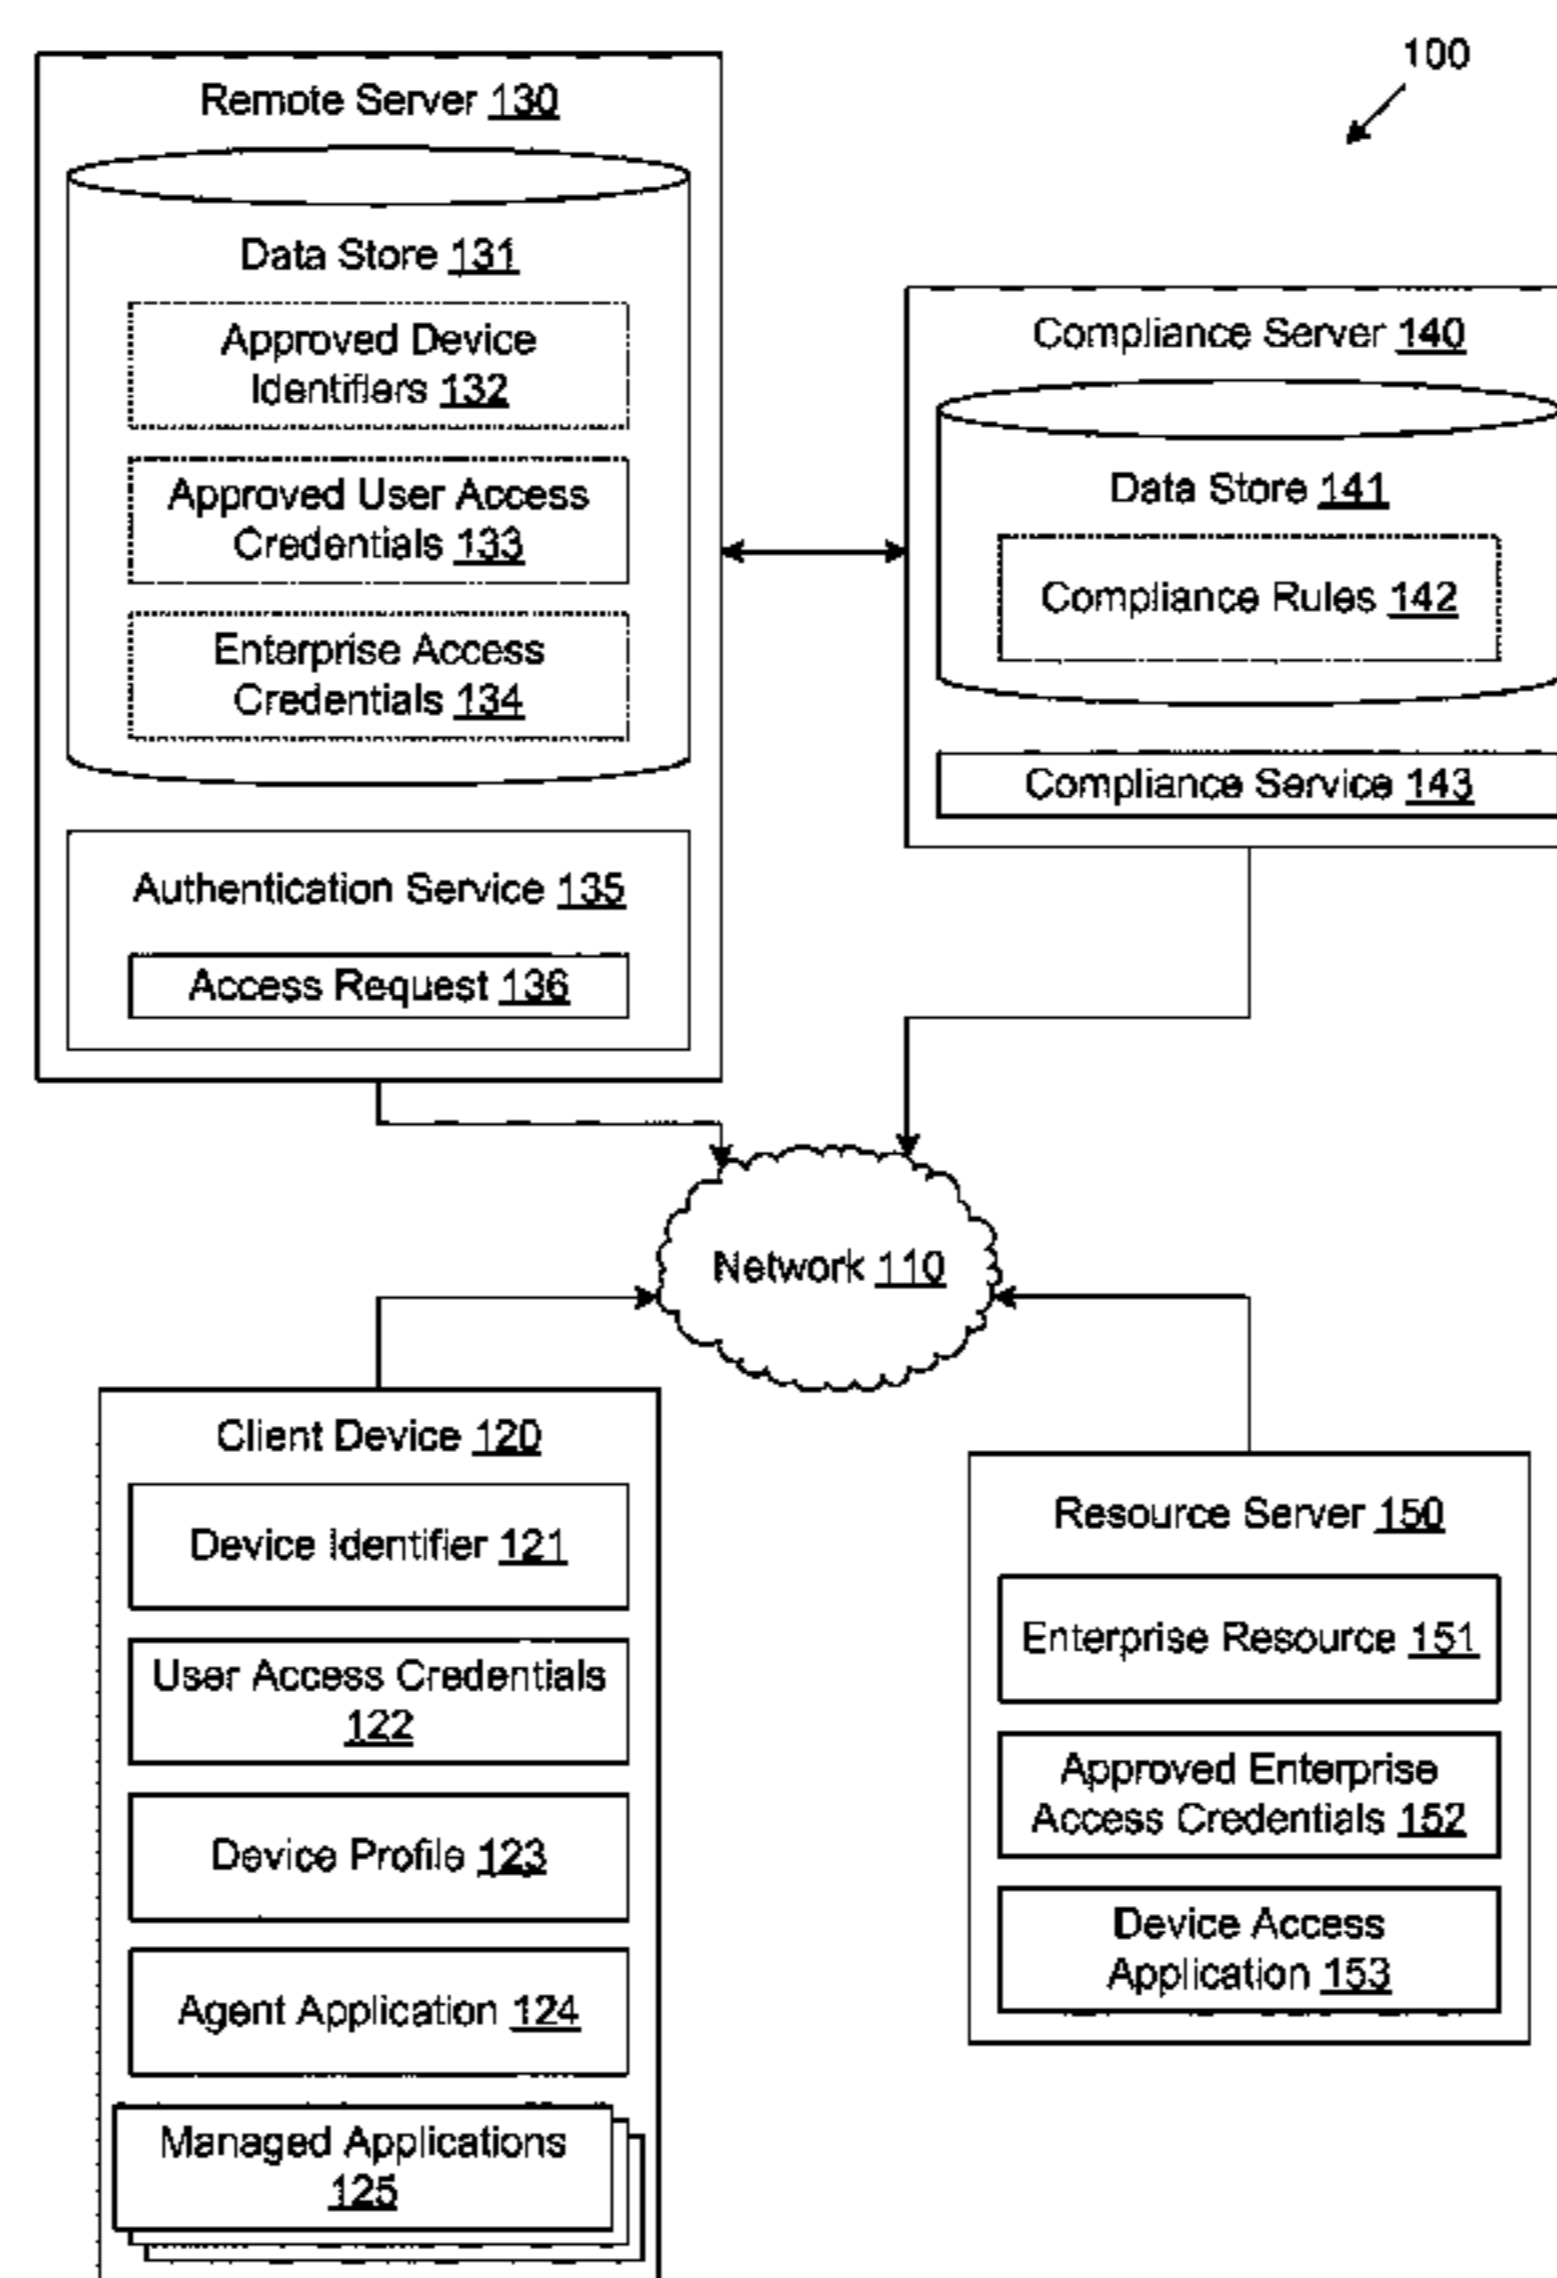 100
Remote Server 130
Data Store 131
Approved Device
Identifiers 132
Approved User Access
Credentials 133
Enterprise Access
Credentials 134
Authentication Service 135
Access Request 136
Compliance Server 140
Data Store 141
Compliance Rules 142
Compliance Service 143
Network 110
Client Device 120
Device Identifier 121
User Access Credentials
122
Device Profile 123
Agent Application 124
Managed Applications
125
Resource Server 150
Enterprise Resource 151
Approved Enterprise
Access Credentials 152
Device Access
Application 153